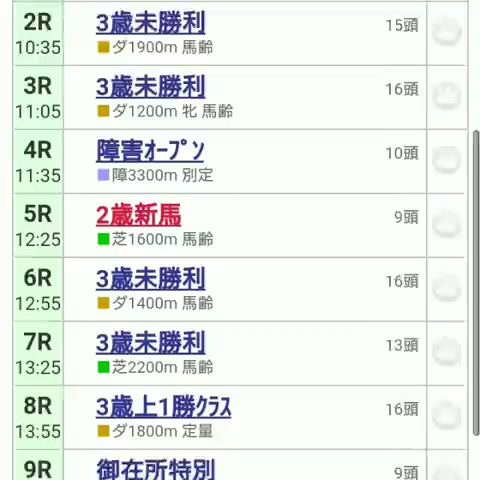 2R 3歳未勝利 15頭
10:35 ダ1900m 馬齢
3R 3歳未勝利 16頭
11:05 ダ1200m 牝 馬齢
4R 障害ｵｰﾌﾟﾝ 10頭
11:35 障3300m 別定
5R 2歳新馬 9頭
12:25 芝1600m 馬齢
6R 3歳未勝利 16頭
12:55 ダ1400m 馬齢
7R 3歳未勝利 13頭
13:25 芝2200m 馬齢
8R 3歳上1勝ｸﾗｽ 16頭
13:55 ダ1800m 定量
9R 御在所特別 9頭